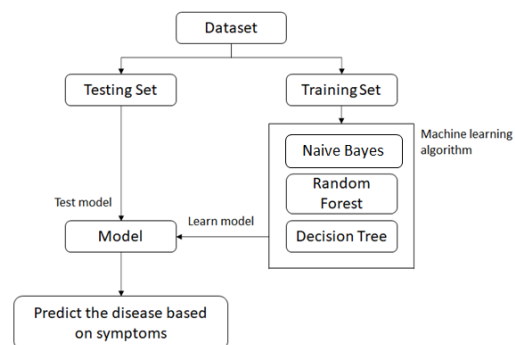 Dataset
Testing Set
Training Set
Machine learning
algorithm
Naive Bayes
Random
Forest
Decision Tree
Test model
Learn model
Model
Predict the disease based
on symptoms